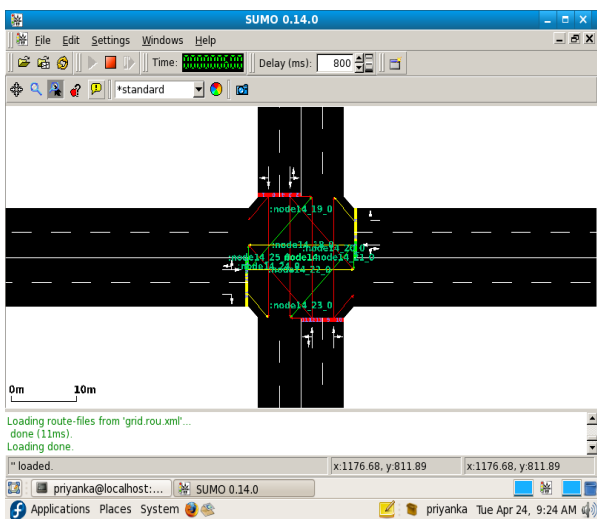 SUMO 0.14.0
File Edit Settings Windows Help
Time: Delay (ms): 800
*standard
:node14_19_0
:node14_22_0
:node14_23_0
0m 10m
Loading route-files from 'grid.rou.xml'...
done (11ms).
Loading done.
'' loaded. x:1176.68, y:811.89 x:1176.68, y:811.89
priyanka@localhost:... SUMO 0.14.0
Applications Places System priyanka Tue Apr 24, 9:24 AM